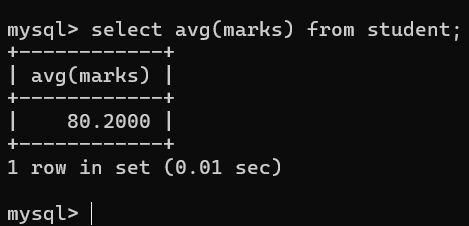 mysql> select avg(marks) from student;
+------------+
| avg(marks) |
+------------+
|    80.2000 |
+------------+
1 row in set (0.01 sec)
mysql>